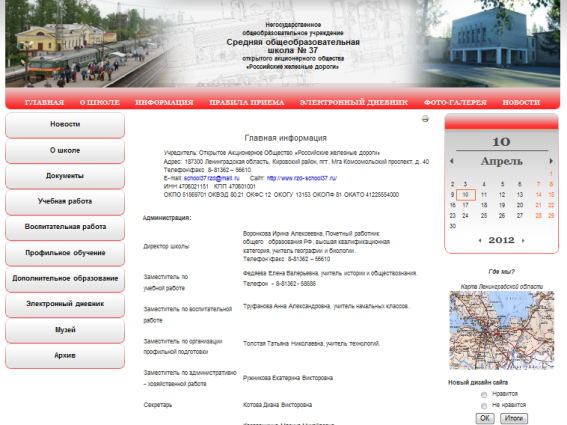 Негосударственное
общеобразовательное учреждение
Средняя общеобразовательная
школа № 37
открытого акционерного общества
«Российские железные дороги»
ГЛАВНАЯ О ШКОЛЕ ИНФОРМАЦИЯ ПРАВИЛА ПРИЕМА ЭЛЕКТРОННЫЙ ДНЕВНИК ФОТО-ГАЛЕРЕЯ НОВОСТИ
Новости
О школе
Документы
Учебная работа
Воспитательная работа
Профильное обучение
Дополнительное образование
Электронный дневник
Музей
Архив
Главная информация
Учредитель: Открытое Акционерное Общество «Российские железные дороги»
Адрес: 187300 Ленинградская область, Кировский район, пгт. Мга Комсомольский проспект, д. 40
Телефон/факс 8-81362 – 56610
E-mail: school37rzd@mail.ru Сайт: http://www.rzd-school37.ru/
ИНН 4706021151 КПП 470601001
ОКПО 51565701 ОКВЭД 80.21 ОКФС 12 ОКОГУ 13153 ОКОПФ 81 ОКАТО 41225554000
Администрация:
Директор школы
Воронкова Ирина Алексеевна, Почетный работник
общего образования РФ, высшая квалификационная
категория, учитель географии и биологии.
Телефон/факс 8-81362 – 56610
Заместитель по
учебной работе
Федяева Елена Валерьевна, учитель истории и обществознания.
Телефон - 8-81362 - 58888
Заместитель по воспитательной
работе
Труфанова Анна Александровна, учитель начальных классов.
Заместитель по организации
профильной подготовки
Толстая Татьяна Николаевна, учитель технологий.
Заместитель по административно
- хозяйственной работе
Ружникова Екатерина Викторовна
Секретарь
Котова Диана Викторовна
10
Апрель
1
2 3 4 5 6 7 8
9 10 11 12 13 14 15
16 17 18 19 20 21 22
23 24 25 26 27 28 29
30
2012
Где мы?
Карта Ленинградской области
Новый дизайн сайта
Нравится
Не нравится
ОК Итоги